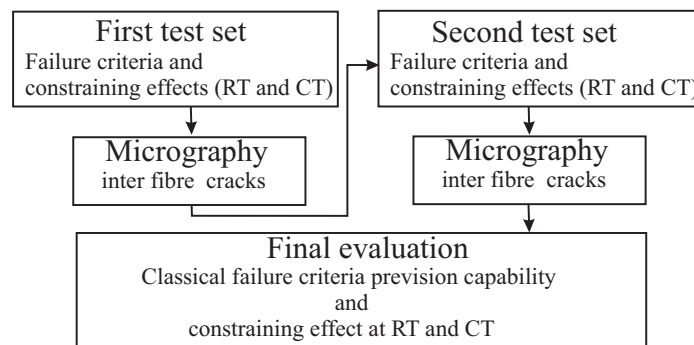 First test set
Failure criteria and
constraining effects (RT and CT)
Micrography
inter fibre cracks
Second test set
Failure criteria and
constraining effects (RT and CT)
Micrography
inter fibre cracks
Final evaluation
Classical failure criteria prevision capability
and
constraining effect at RT and CT